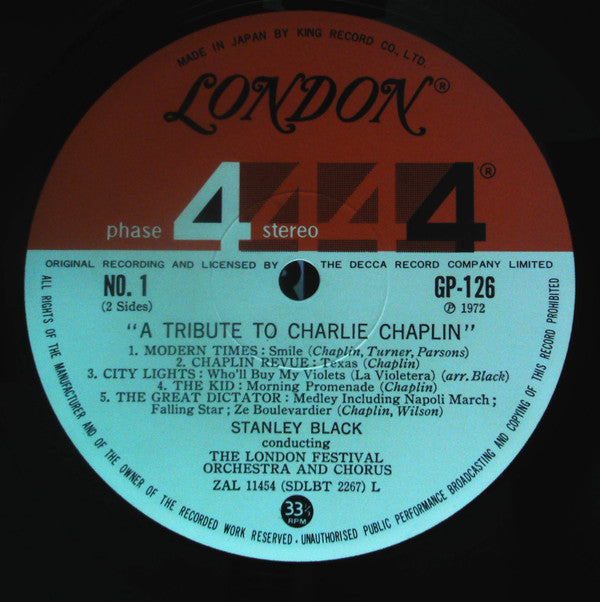 MADE IN JAPAN BY KING RECORD CO., LTD.
LONDON®
4444®
phase 4 stereo
ORIGINAL RECORDING AND LICENSED BY THE DECCA RECORD COMPANY LIMITED
NO. 1 GP-126
(2 Sides) Ⓟ 1972
"A TRIBUTE TO CHARLIE CHAPLIN"
1. MODERN TIMES : Smile (Chaplin, Turner, Parsons)
2. CHAPLIN REVUE : Texas (Chaplin)
3. CITY LIGHTS : Who'll Buy My Violets (La Violetera) (arr. Black)
4. THE KID : Morning Promenade (Chaplin)
5. THE GREAT DICTATOR : Medley Including Napoli March ;
Falling Star ; Ze Boulevardier (Chaplin, Wilson)
STANLEY BLACK
conducting
THE LONDON FESTIVAL
ORCHESTRA AND CHORUS
ZAL 11454 (SDLBT 2267) L
33⅓
RPM
ALL RIGHTS OF THE MANUFACTURER AND OF THE OWNER OF THE RECORDED WORK RESERVED · UNAUTHORISED PUBLIC PERFORMANCE BROADCASTING AND COPYING OF THIS RECORD PROHIBITED